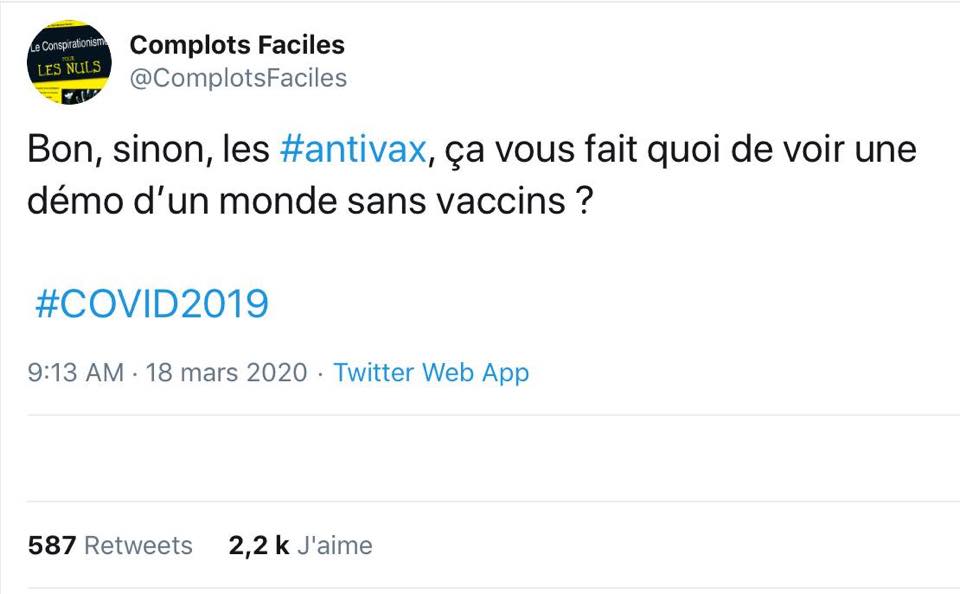 Le Conspirationisme
POUR
LES NULS
Complots Faciles
@ComplotsFaciles
Bon, sinon, les #antivax, ça vous fait quoi de voir une
démo d’un monde sans vaccins ?
#COVID2019
9:13 AM · 18 mars 2020 · Twitter Web App
587 Retweets 2,2 k J'aime